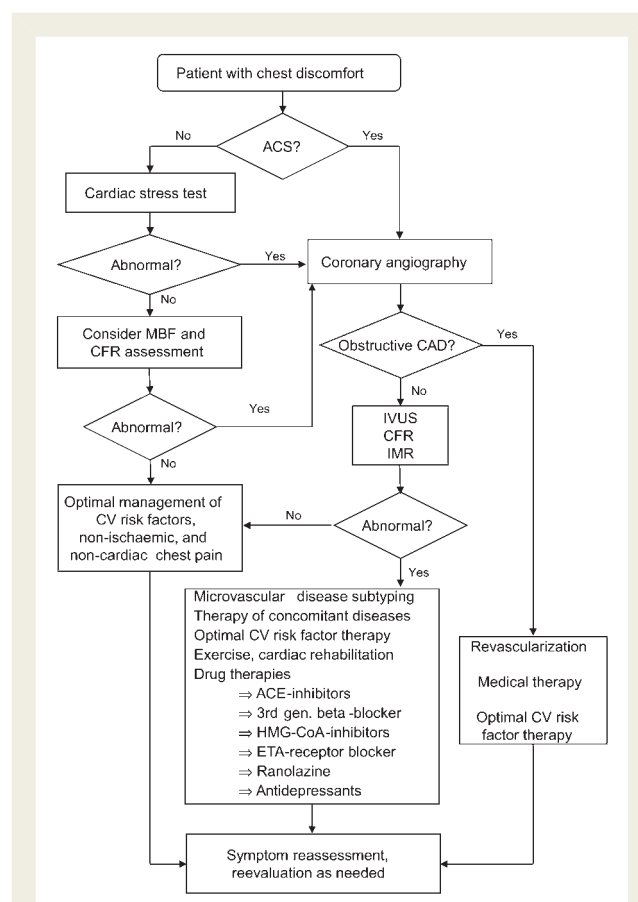 Patient with chest discomfort
No
ACS?
Yes
Cardiac stress test
Abnormal?
Yes
Coronary angiography
No
Consider MBF and
CFR assessment
Obstructive CAD?
Yes
No
Abnormal?
Yes
IVUS
CFR
IMR
No
Optimal management of
CV risk factors,
non-ischaemic, and
non-cardiac chest pain
No
Abnormal?
Yes
Microvascular disease subtyping
Therapy of concomitant diseases
Optimal CV risk factor therapy
Exercise, cardiac rehabilitation
Drug therapies
⇒ ACE-inhibitors
⇒ 3rd gen. beta -blocker
⇒ HMG-CoA-inhibitors
⇒ ETA-receptor blocker
⇒ Ranolazine
⇒ Antidepressants
Revascularization
Medical therapy
Optimal CV risk
factor therapy
Symptom reassessment,
reevaluation as needed